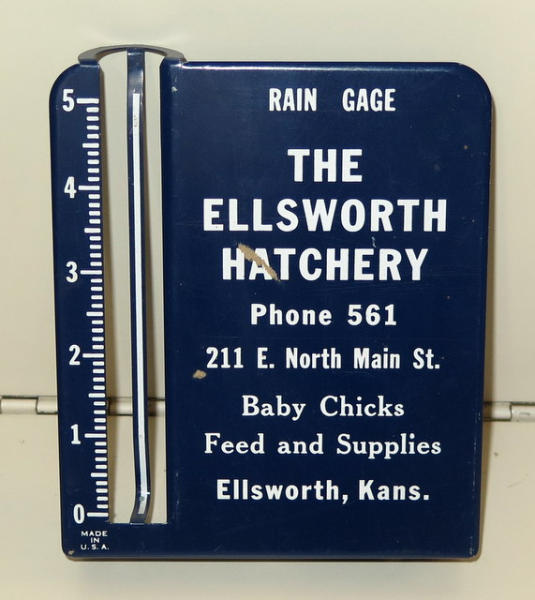 RAIN GAGE
THE
ELLSWORTH
HATCHERY
Phone 561
211 E. North Main St.
Baby Chicks
Feed and Supplies
Ellsworth, Kans.
5
4
3
2
1
0
MADE
IN
U.S.A.